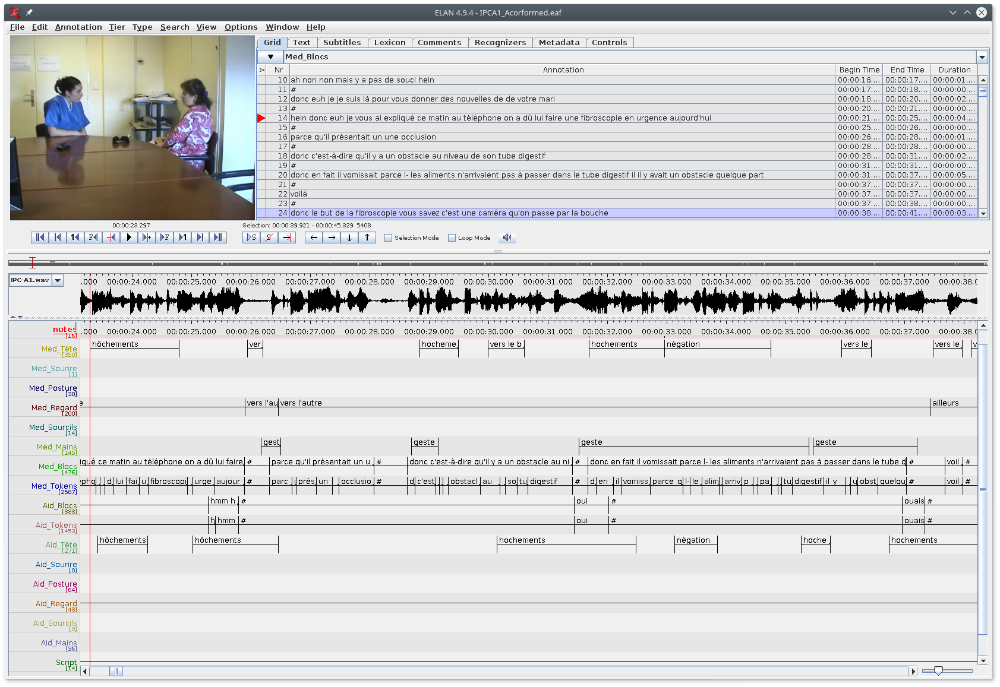 ELAN 4.9.4 - IPCA1_Acorformed.eaf
File Edit Annotation Tier Type Search View Options Window Help
Grid Text Subtitles Lexicon Comments Recognizers Metadata Controls
Med_Blocs
> Nr Annotation Begin Time End Time Duration
10 ah non non mais y a pas de souci hein 00:00:16.... 00:00:17.... 00:00:01....
11 # 00:00:17.... 00:00:18.... 00:00:00....
12 donc euh je je suis là pour vous donner des nouvelles de de votre mari 00:00:18.... 00:00:20.... 00:00:02....
13 # 00:00:20.... 00:00:21.... 00:00:00....
14 hein donc euh je vous ai expliqué ce matin au téléphone on a dû lui faire une fibroscopie en urgence aujourd'hui 00:00:21.... 00:00:25.... 00:00:04....
15 # 00:00:25.... 00:00:26.... 00:00:00....
16 parce qu'il présentait un une occlusion 00:00:26.... 00:00:28.... 00:00:01....
17 # 00:00:28.... 00:00:28.... 00:00:00....
18 donc c'est-à-dire qu'il y a un obstacle au niveau de son tube digestif 00:00:28.... 00:00:31.... 00:00:02....
19 # 00:00:31.... 00:00:31.... 00:00:00....
20 donc en fait il vomissait parce l- les aliments n'arrivaient pas à passer dans le tube digestif il il y avait un obstacle quelque part 00:00:31.... 00:00:37.... 00:00:05....
21 # 00:00:37.... 00:00:37.... 00:00:00....
22 voilà 00:00:37.... 00:00:37.... 00:00:00....
23 # 00:00:37.... 00:00:38.... 00:00:00....
24 donc le but de la fibroscopie vous savez c'est une caméra qu'on passe par la bouche 00:00:38.... 00:00:41.... 00:00:03....
00:00:23.297 Selection: 00:00:39.921 - 00:00:45.329 5408
1 F + F 1 S S Selection Mode Loop Mode
IPC-A1.wav .000 00:00:24.000 00:00:25.000 00:00:26.000 00:00:27.000 00:00:28.000 00:00:29.000 00:00:30.000 00:00:31.000 00:00:32.000 00:00:33.000 00:00:34.000 00:00:35.000 00:00:36.000 00:00:37.000 00:00:38.0
notes [16] .000 00:00:24.000 00:00:25.000 00:00:26.000 00:00:27.000 00:00:28.000 00:00:29.000 00:00:30.000 00:00:31.000 00:00:32.000 00:00:33.000 00:00:34.000 00:00:35.000 00:00:36.000 00:00:37.000 00:00:38.0
Med_Tête [350] hôchements ver hocheme vers le b hochements négation vers le vers le v
Med_Sourire [1]
Med_Posture [30]
Med_Regard [200] e vers l'au vers l'autre ailleurs
Med_Sourcils [14]
Med_Mains [145] gest geste geste geste
Med_Blocs [476] iqué ce matin au téléphone on a dû lui faire # parce qu'il présentait un u # donc c'est-à-dire qu'il y a un obstacle au ni # donc en fait il vomissait parce l- les aliments n'arrivaient pas à passer dans le tube d # voil #
Med_Tokens [2587] pho d lui fai u fibroscopi urge aujour # parc i prés un occlusio # d c'est obstacl au so tu digestif # d en il vomiss parce q l- le alim arriv p pa tu digestif il y u obst quelqu # voil #
Aid_Blocs [383] hmm h # oui # ouais #
Aid_Tokens [1453] h hmm # oui # ouais #
Aid_Tête [271] hôchements hôchements hochements négation hoche hochements
Aid_Sourire [0]
Aid_Posture [64]
Aid_Regard [43]
Aid_Sourcils [0]
Aid_Mains [96]
Script [14]